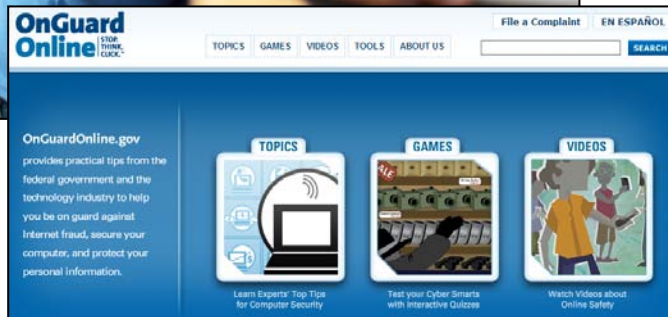 OnGuard
Online STOP. THINK. CLICK.™
File a Complaint EN ESPAÑOL
TOPICS GAMES VIDEOS TOOLS ABOUT US
SEARCH
OnGuardOnline.gov
provides practical tips from the
federal government and the
technology industry to help
you be on guard against
Internet fraud, secure your
computer, and protect your
personal information.
TOPICS
Learn Experts' Top Tips
for Computer Security
GAMES
SALE
Test your Cyber Smarts
with Interactive Quizzes
VIDEOS
Watch Videos about
Online Safety